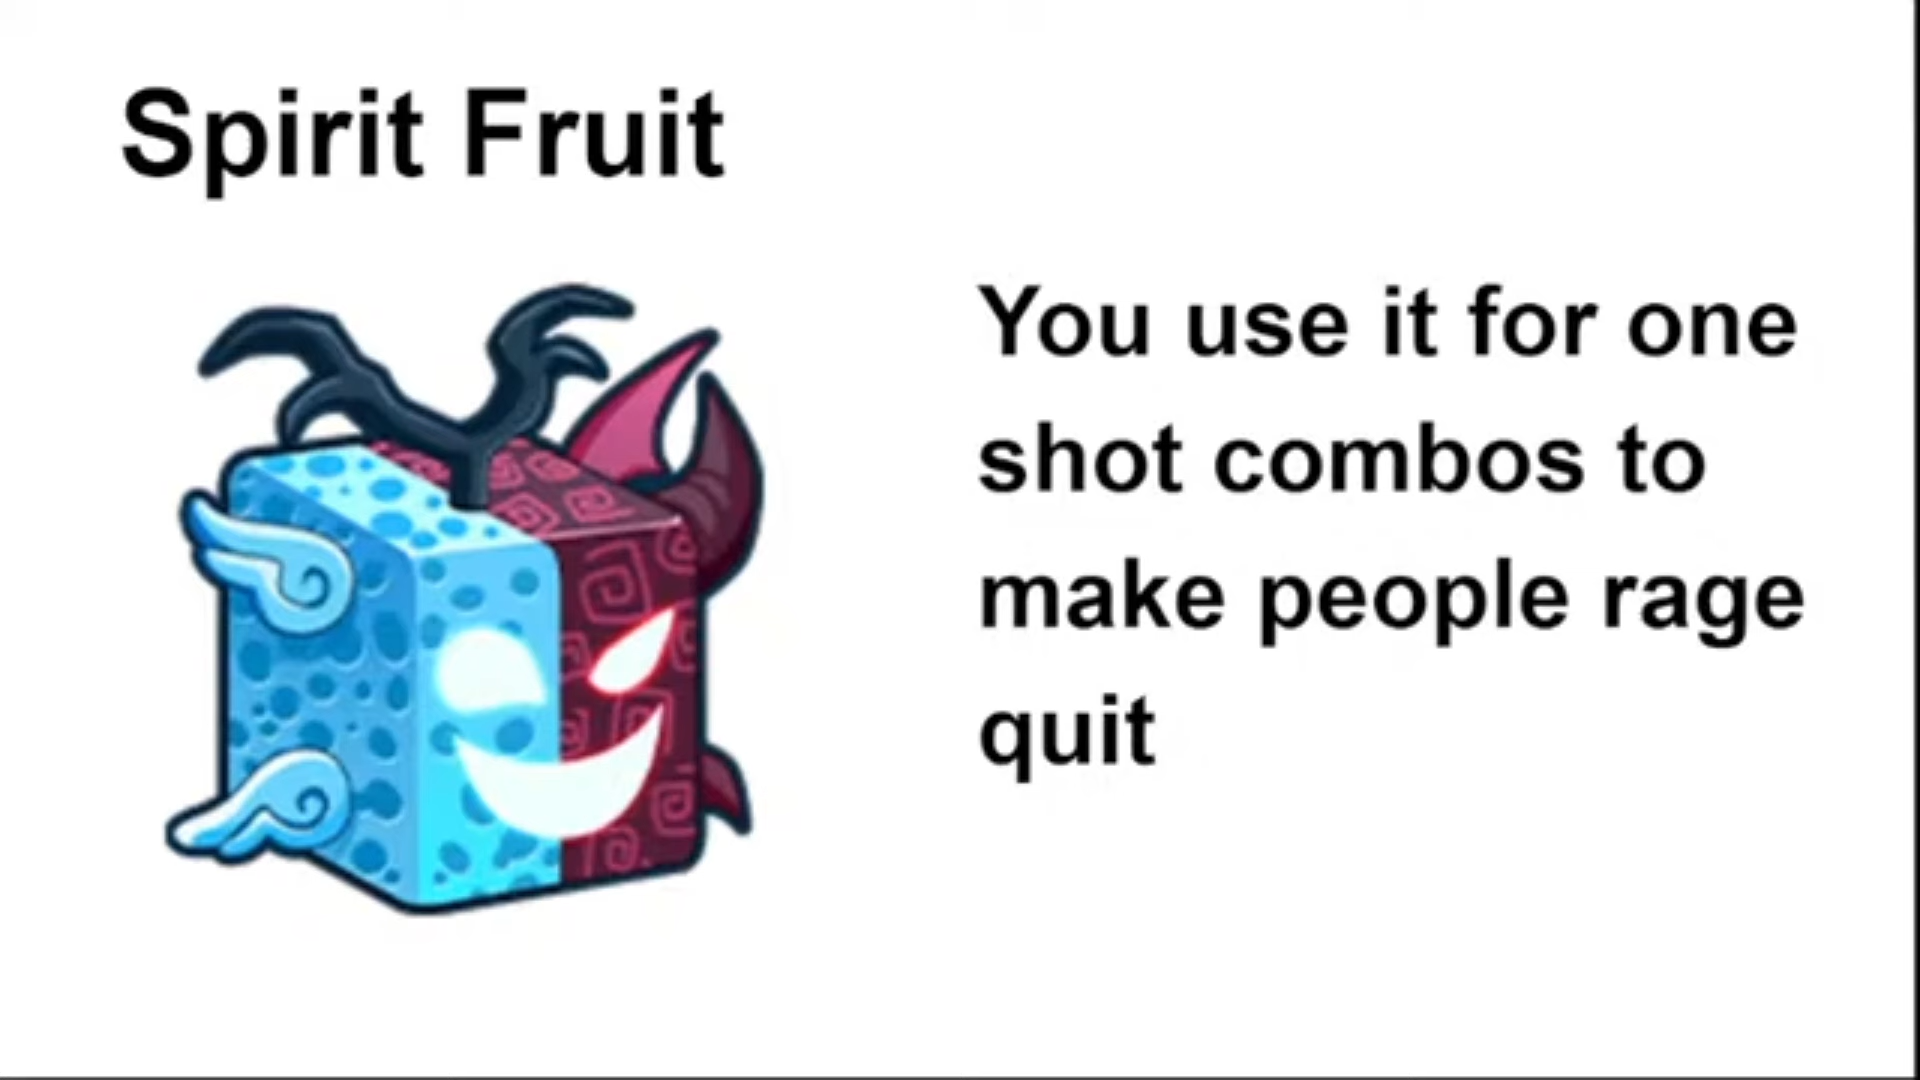 Spirit Fruit
You use it for one
shot combos to
make people rage
quit